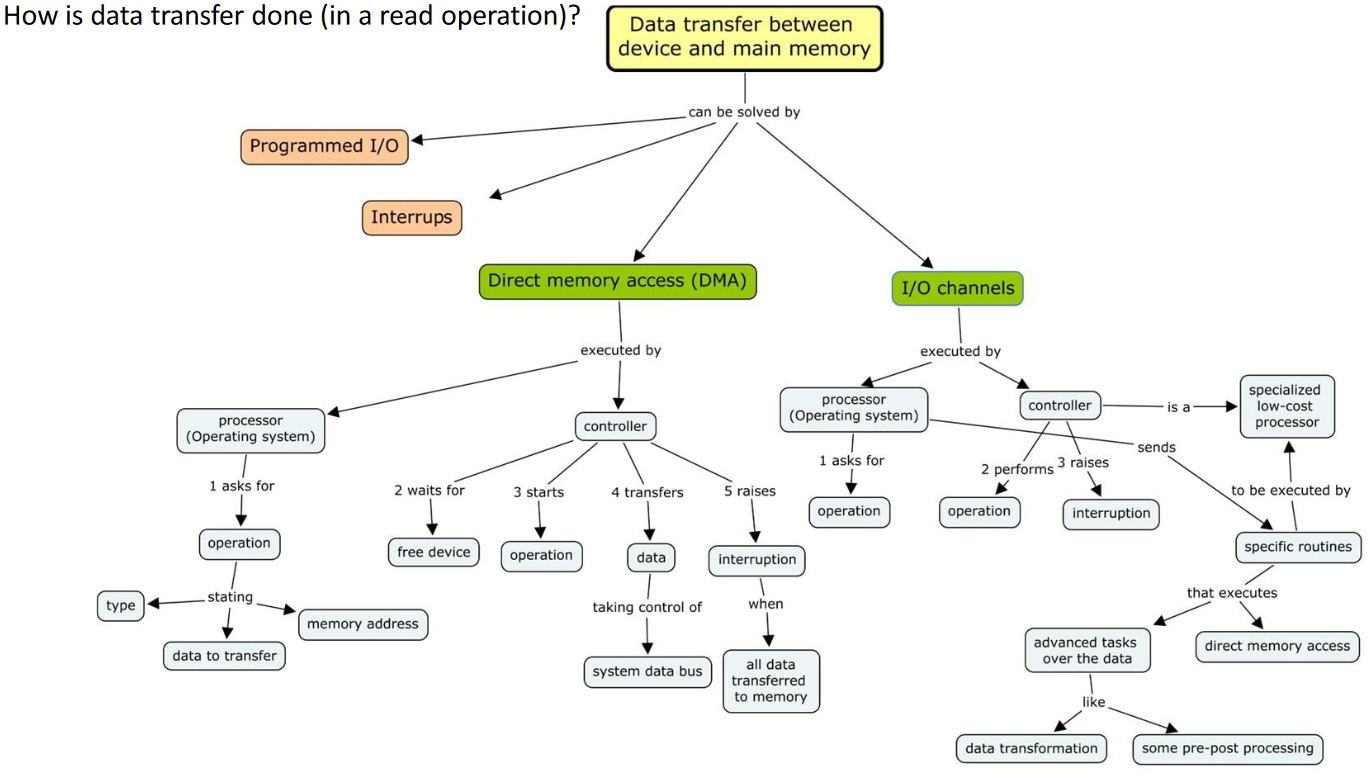 How is data transfer done (in a read operation)?
Data transfer between
device and main memory
can be solved by
Programmed I/O
Interrups
Direct memory access (DMA)
I/O channels
executed by
processor
(Operating system)
controller
1 asks for
2 waits for
3 starts
4 transfers
5 raises
operation
free device
operation
data
interruption
stating
type
data to transfer
memory address
taking control of
system data bus
when
all data
transferred
to memory
executed by
processor
(Operating system)
controller
is a
specialized
low-cost
processor
1 asks for
operation
2 performs
operation
3 raises
interruption
sends
to be executed by
specific routines
that executes
advanced tasks
over the data
direct memory access
like
data transformation
some pre-post processing